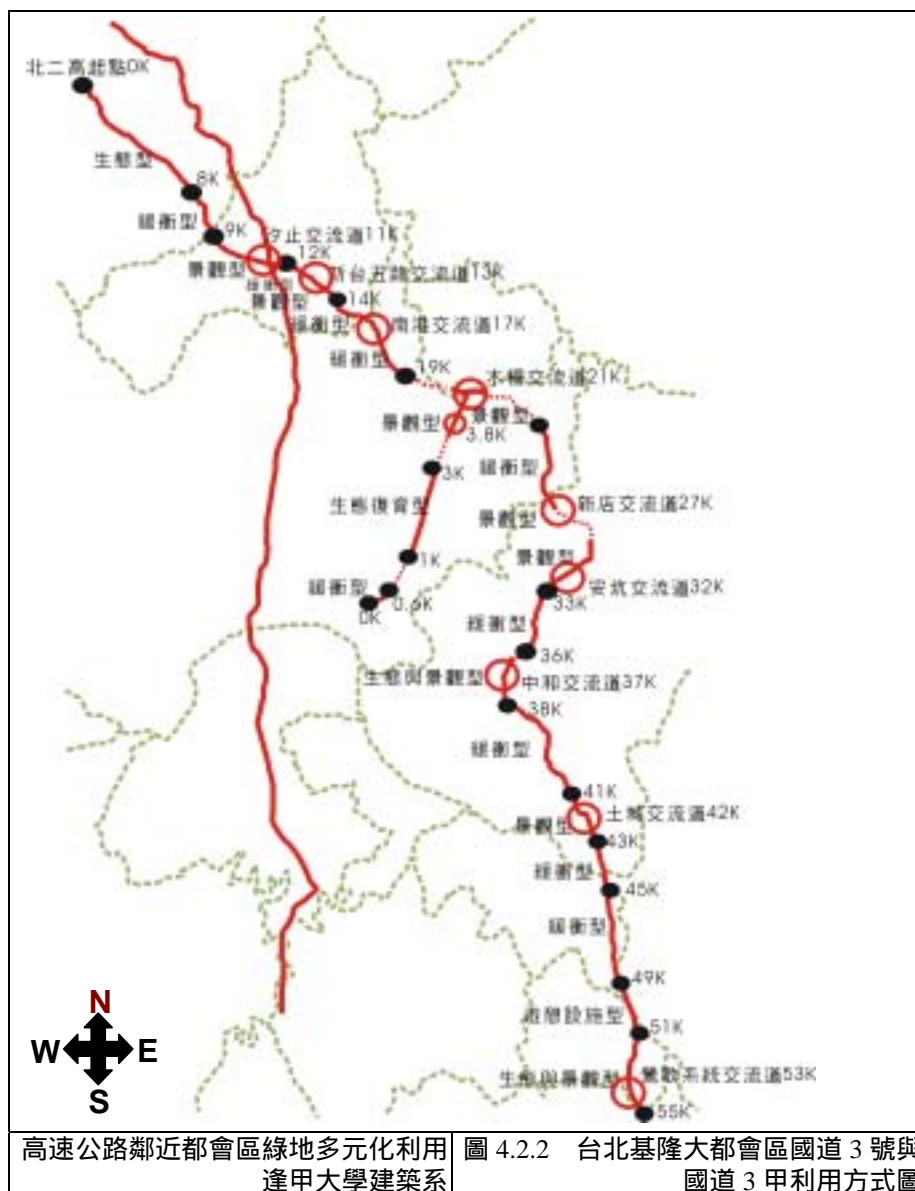 北二高起點0K
生態型
8K
緩衝型
9K
汐止交流道11K
景觀型
12K
緩衝型
新台五路交流道13K
景觀型
14K
緩衝型
南港交流道17K
緩衝型
19K
木柵交流道21K
景觀型
景觀型
3.8K
緩衝型
3K
生態復育型
新店交流道27K
景觀型
1K
景觀型
緩衝型
安坑交流道32K
0.6K
33K
0K
緩衝型
36K
生態與景觀型
中和交流道37K
38K
緩衝型
41K
土城交流道42K
景觀型
43K
緩衝型
45K
緩衝型
49K
遊憩設施型
51K
生態與景觀型
鶯歌系統交流道53K
55K
N
W
E
S
高速公路鄰近都會區綠地多元化利用
逢甲大學建築系
圖 4.2.2 台北基隆大都會區國道 3 號與
國道 3 甲利用方式圖